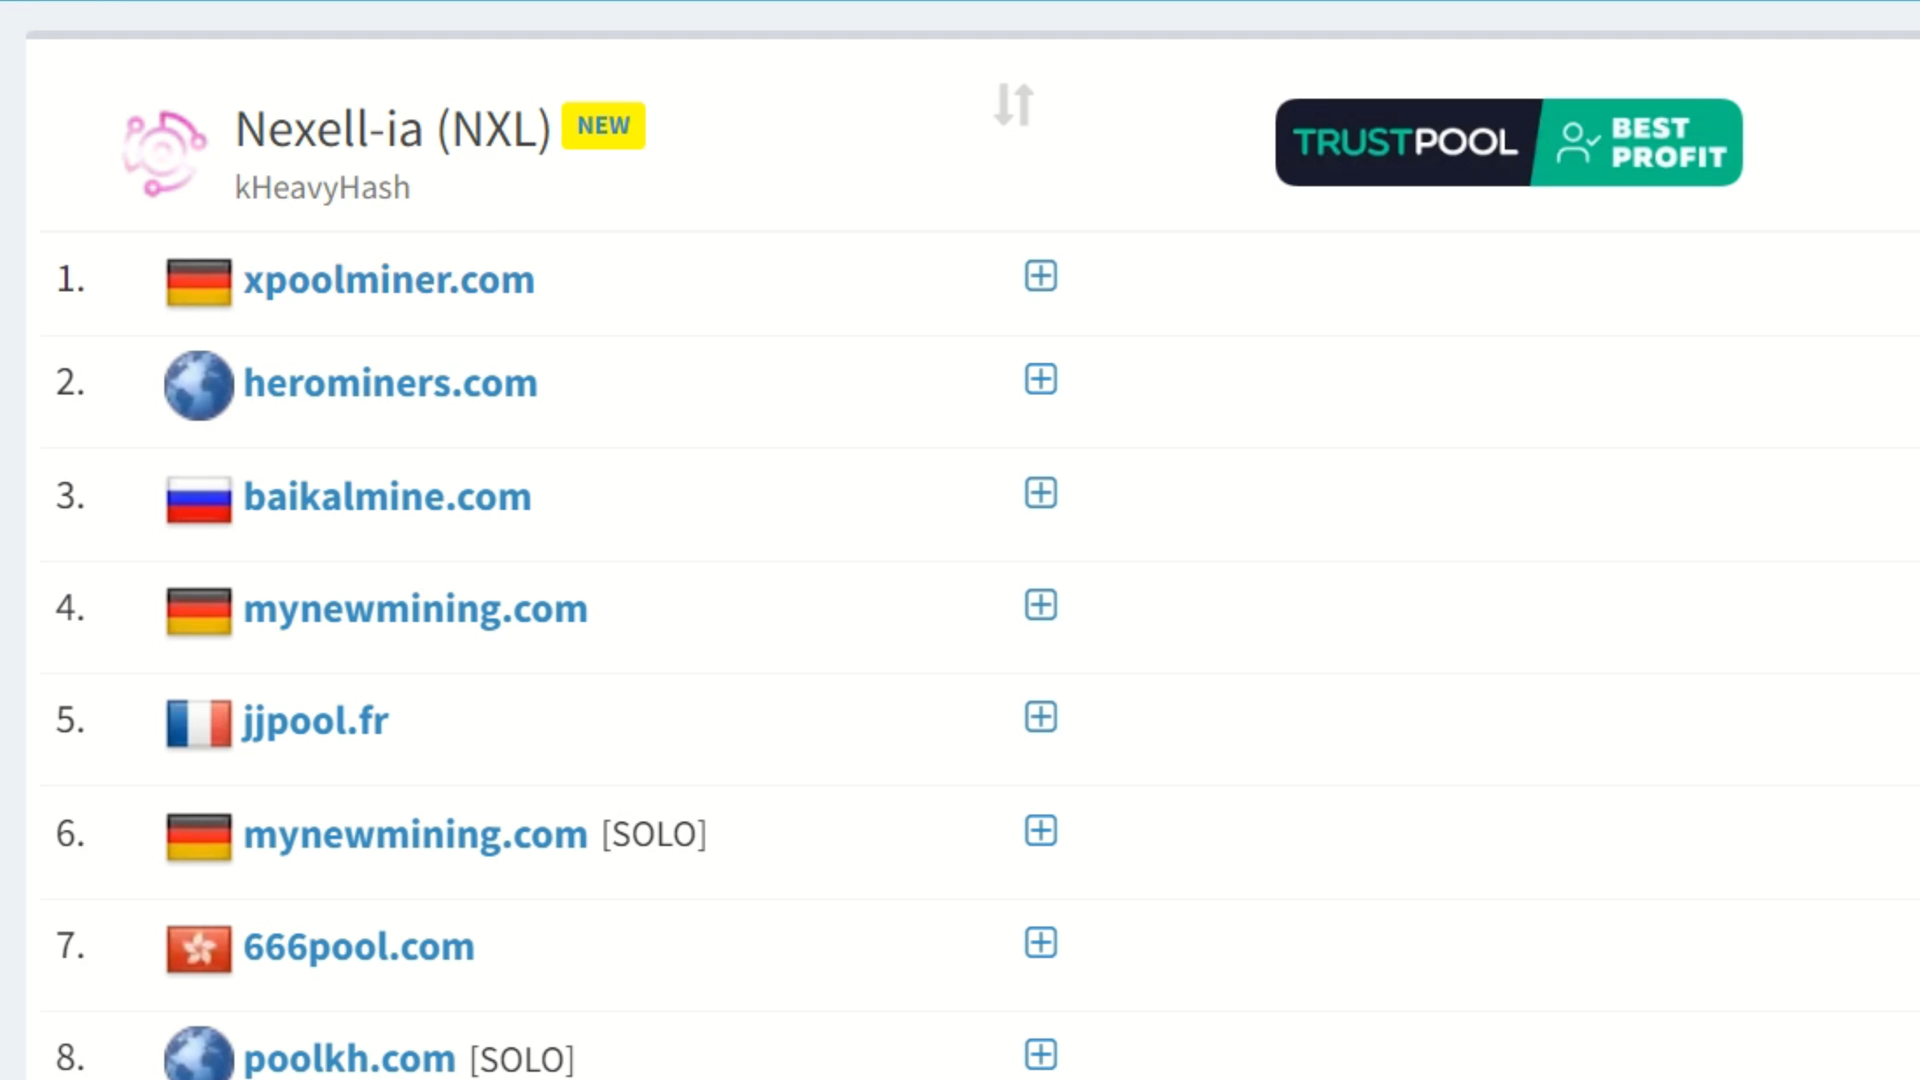 Nexell-ia (NXL) NEW
kHeavyHash
TRUSTPOOL BEST PROFIT
1. xpoolminer.com
2. herominers.com
3. baikalmine.com
4. mynewmining.com
5. jjpool.fr
6. mynewmining.com [SOLO]
7. 666pool.com
8. poolkh.com [SOLO]